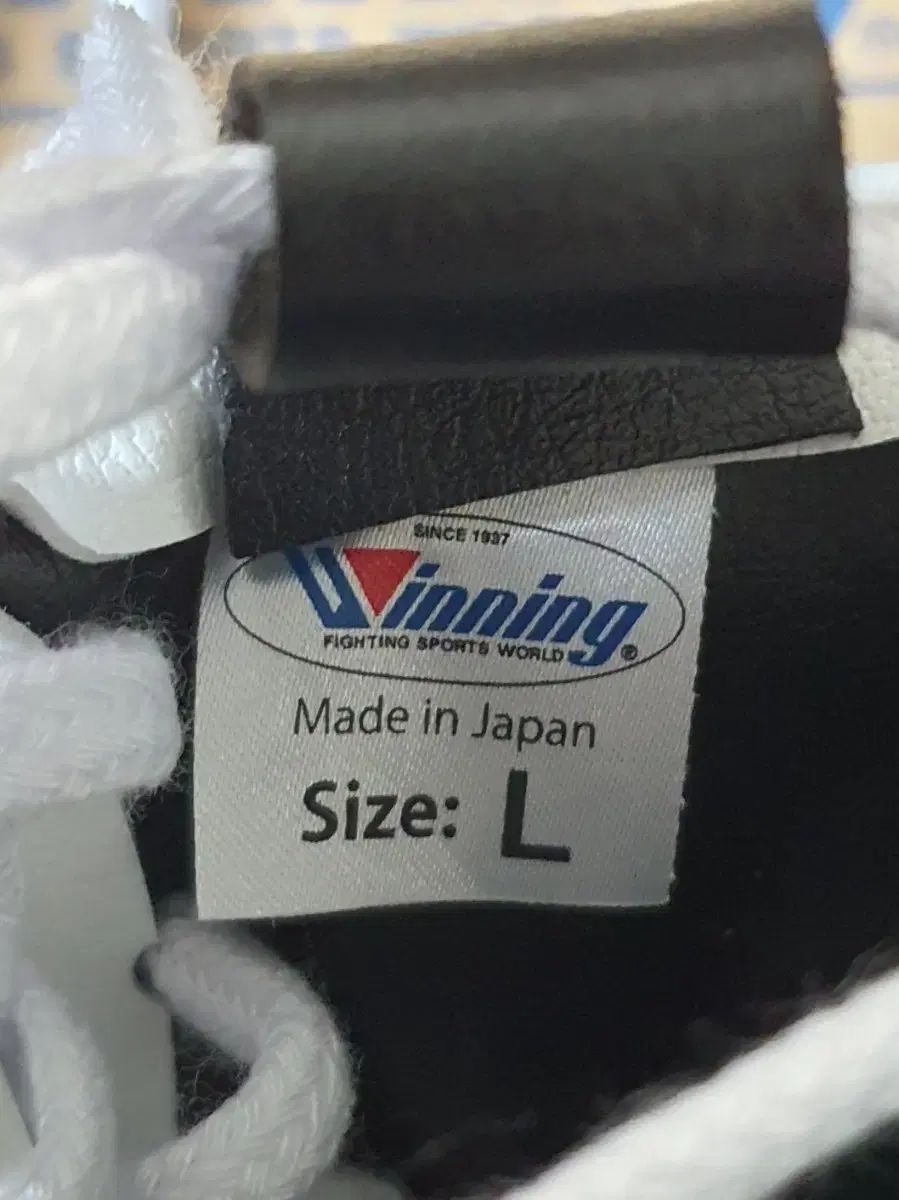 SINCE 1937
Winning
FIGHTING SPORTS WORLD ®
Made in Japan
Size: L